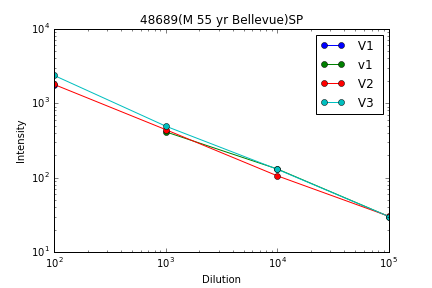 48689(M 55 yr Bellevue)SP
10^4
10^3
10^2
10^1
Intensity
10^2 10^3 10^4 10^5
Dilution
V1
v1
V2
V3